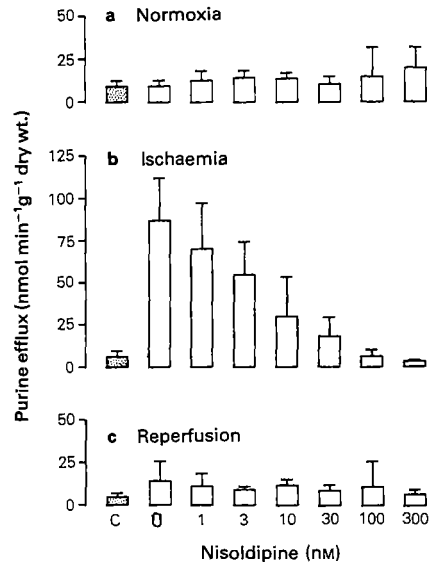 Purine efflux (nmol min⁻¹g⁻¹ dry wt.)
a Normoxia
50
25
0
b Ischaemia
125
100
75
50
25
0
c Reperfusion
50
25
0
C 0 1 3 10 30 100 300
Nisoldipine (nM)